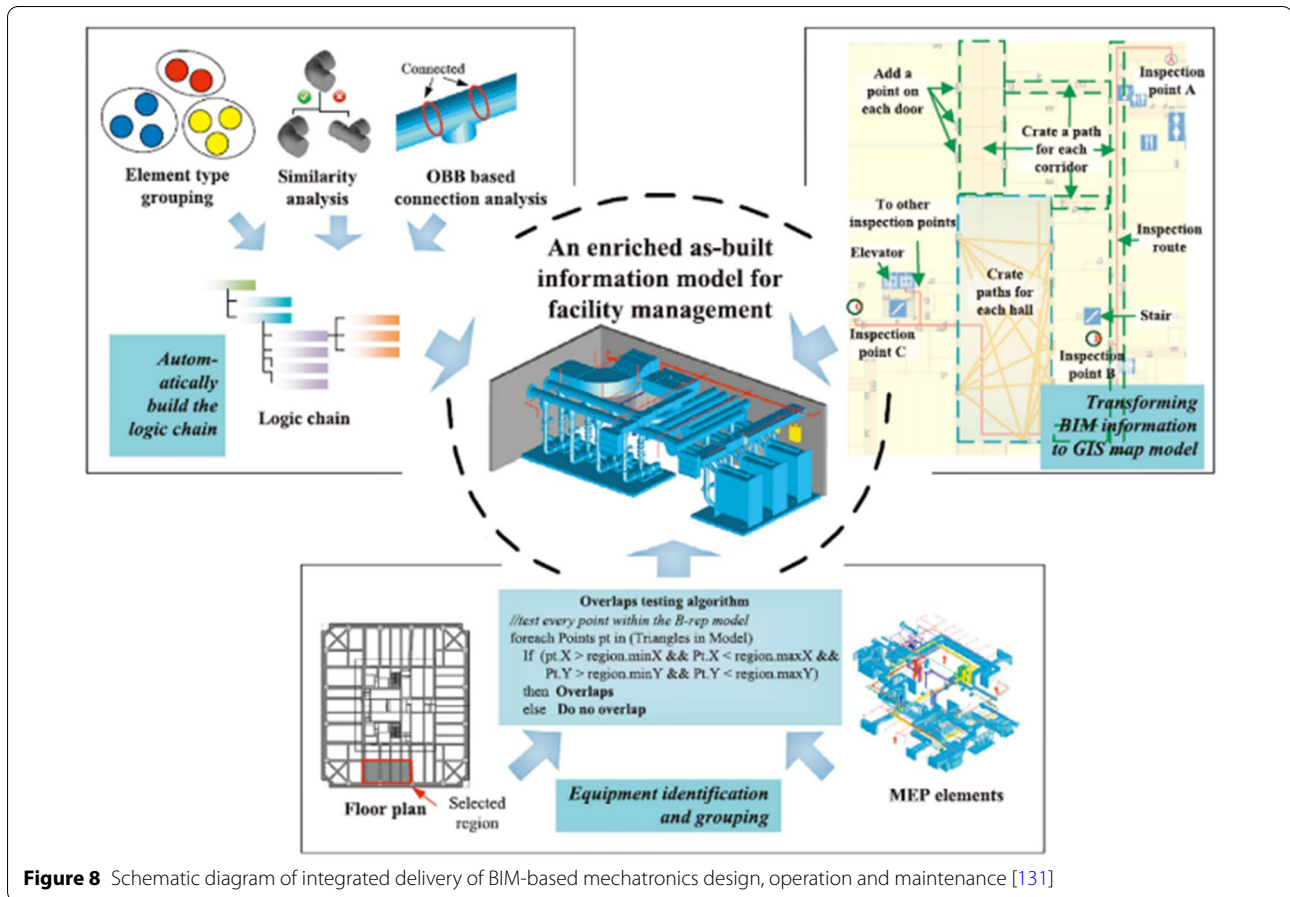 Connected
Element type
grouping
Similarity
analysis
OBB based
connection analysis
Autom-
atically
build the
logic chain
Logic chain
An enriched as-built
information model for
facility management
Add a
point on
each door
Inspection
point A
Crate a path
for each
corridor
To other
inspection points
Inspection
route
Elevator
Crate
paths for
each hall
Stair
Inspection
point C
Inspection
point B
Transforming
BIM information
to GIS map model
Overlaps testing algorithm
//test every point within the B-rep model
foreach Points pt in (Triangles in Model)
If (pt.X > region.minX && Pt.X < region.maxX &&
Pt.Y > region.minY && Pt.Y < region.maxY)
then Overlaps
else Do no overlap
Floor plan
Selected
region
Equipment identification
and grouping
MEP elements
Figure 8 Schematic diagram of integrated delivery of BIM-based mechatronics design, operation and maintenance [131]